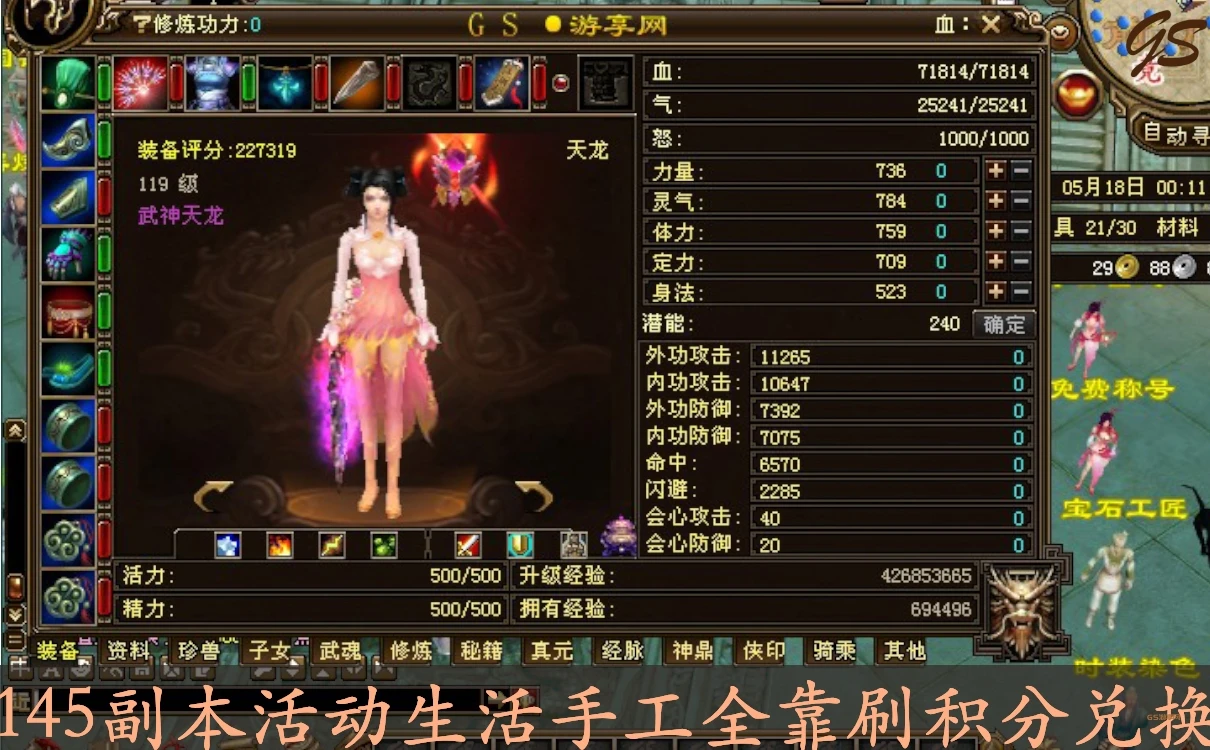 ?修炼功力:0 GS 游享网 血: ×
GS
自动寻
05月18日 00:11
具 21/30 材料
29 88
装备评分:227319 天龙
119 级
武神天龙
血: 71814/71814
气: 25241/25241
怒: 1000/1000
力量: 736 0
灵气: 784 0
体力: 759 0
定力: 709 0
身法: 523 0
潜能: 240 确定
外功攻击: 11265 0
内功攻击: 10647 0
外功防御: 7392 0
内功防御: 7075 0
命中: 6570 0
闪避: 2285 0
会心攻击: 40 0
会心防御: 20 0
免费称号
宝石工匠
时装染色
活力: 500/500 升级经验: 426853665
精力: 500/500 拥有经验: 694496
装备 资料 珍兽 子女 武魂 修炼 秘籍 真元 经脉 神鼎 侠印 骑乘 其他
145副本活动生活手工全靠刷积分兑换